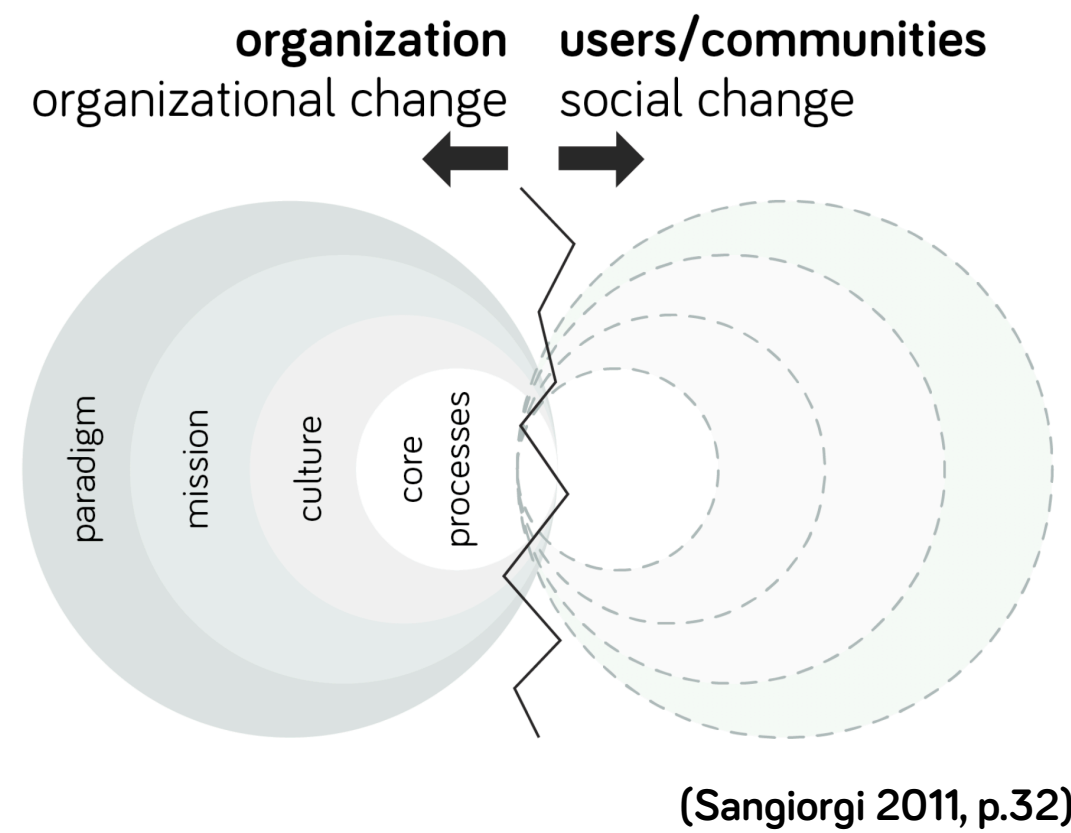 organization
organizational change
users/communities
social change
paradigm
mission
culture
core
processes
(Sangiorgi 2011, p.32)